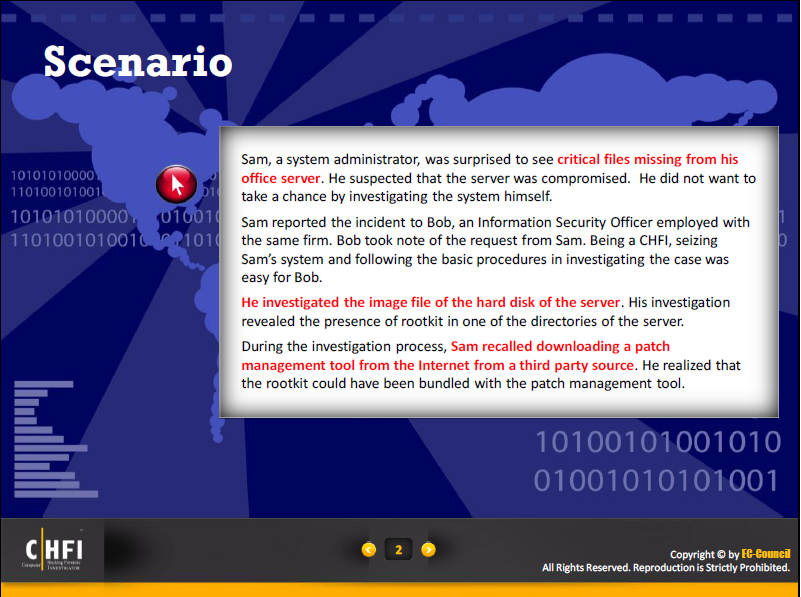 Scenario
Sam, a system administrator, was surprised to see critical files missing from his
office server. He suspected that the server was compromised. He did not want to
take a chance by investigating the system himself.
Sam reported the incident to Bob, an Information Security Officer employed with
the same firm. Bob took note of the request from Sam. Being a CHFI, seizing
Sam's system and following the basic procedures in investigating the case was
easy for Bob.
He investigated the image file of the hard disk of the server. His investigation
revealed the presence of rootkit in one of the directories of the server.
During the investigation process, Sam recalled downloading a patch
management tool from the Internet from a third party source. He realized that
the rootkit could have been bundled with the patch management tool.
10100101001010
01001010101001
CHFI
Computer Hacking Forensic
INVESTIGATOR
2
Copyright © by EC-Council
All Rights Reserved. Reproduction is Strictly Prohibited.